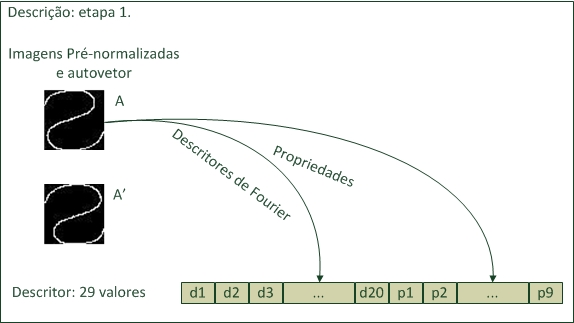 Descrição: etapa 1.
Imagens Pré-normalizadas
e autovetor
A
Descritores de Fourier
Propriedades
A’
Descritor: 29 valores
d1 d2 d3 ... d20 p1 p2 ... p9